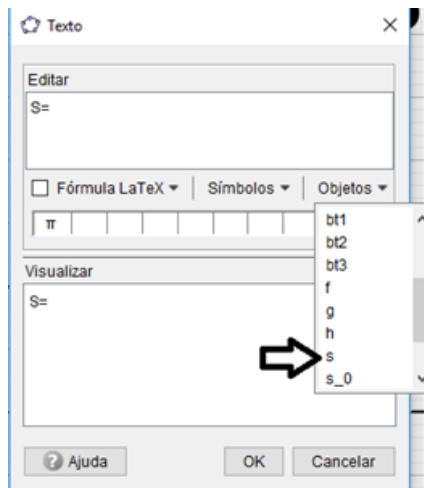 Texto
Editar
S=
Fórmula LaTeX Símbolos Objetos
π
bt1
bt2
bt3
f
g
h
s
s_0
Visualizar
S=
Ajuda OK Cancelar